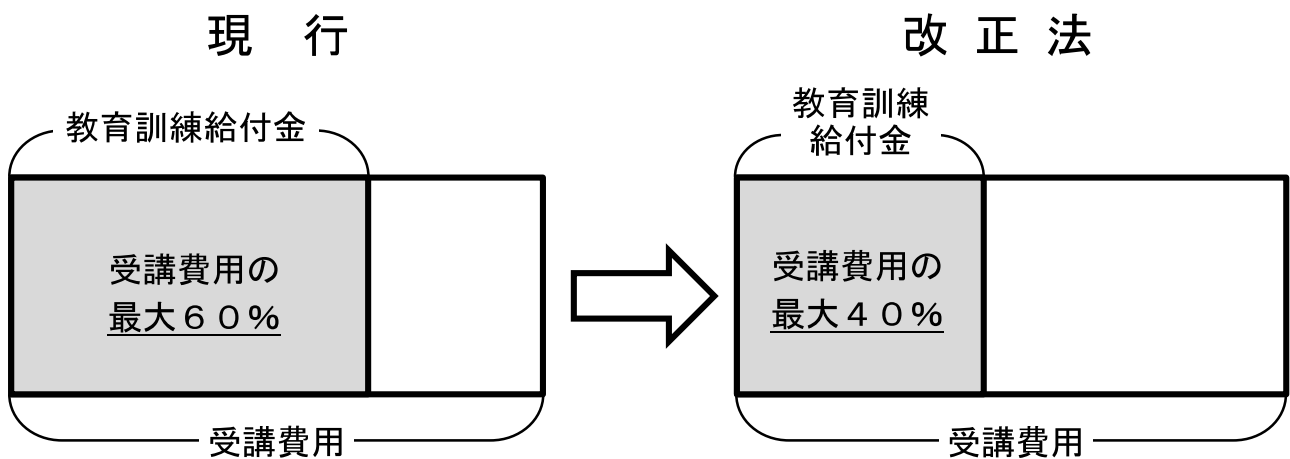 現　行
教育訓練給付金
受講費用の
最大６０％
受講費用
改 正 法
教育訓練
給付金
受講費用の
最大４０％
受講費用